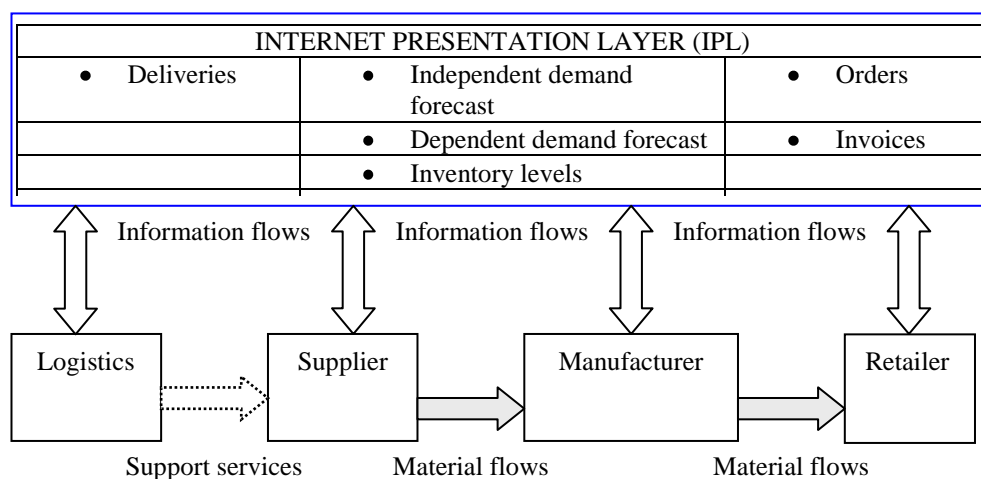 INTERNET PRESENTATION LAYER (IPL)
● Deliveries
● Independent demand
forecast
● Orders
● Dependent demand forecast
● Invoices
● Inventory levels
Information flows
Information flows
Information flows
Logistics
Supplier
Manufacturer
Retailer
Support services
Material flows
Material flows